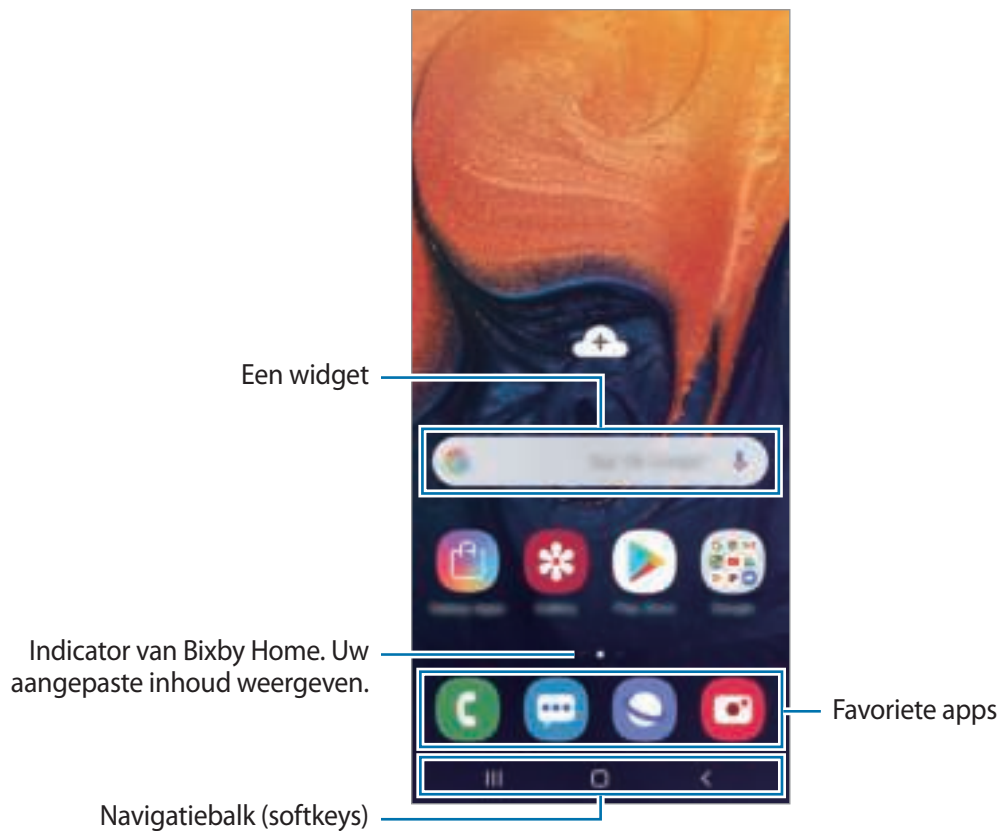 Een widget
Indicator van Bixby Home. Uw
aangepaste inhoud weergeven.
Favoriete apps
Navigatiebalk (softkeys)